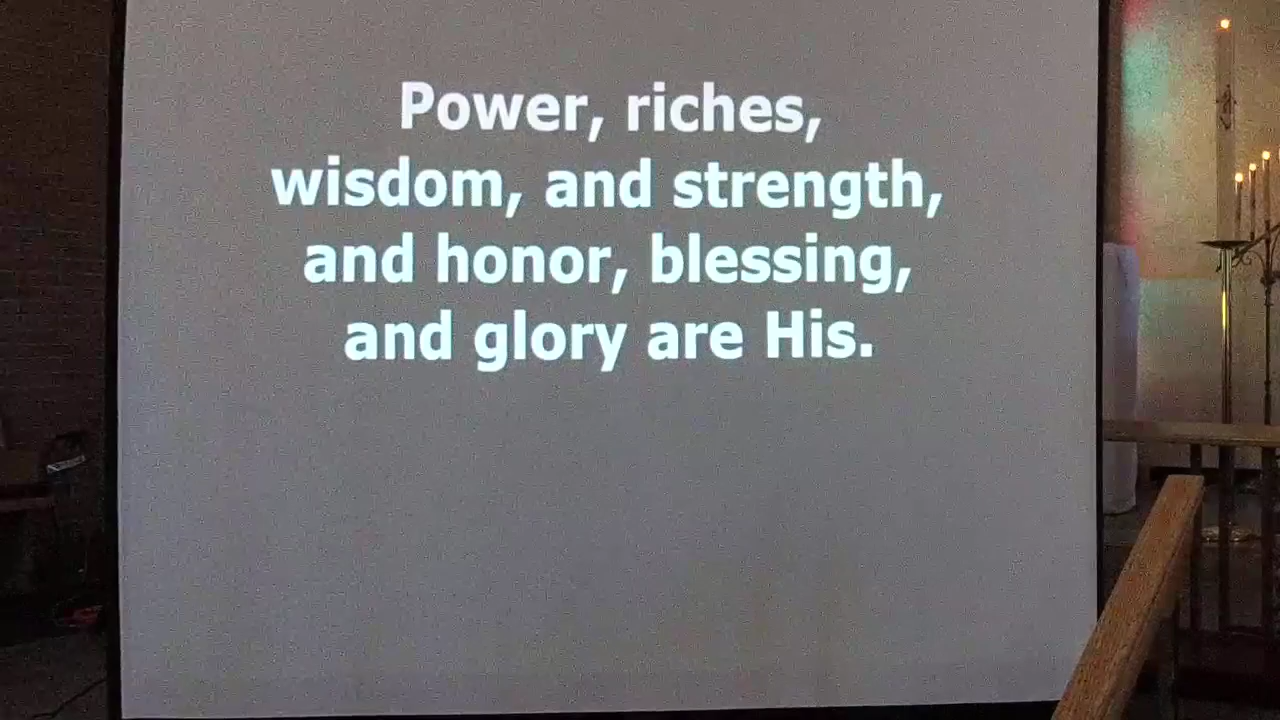 Power, riches,
wisdom, and strength,
and honor, blessing,
and glory are His.